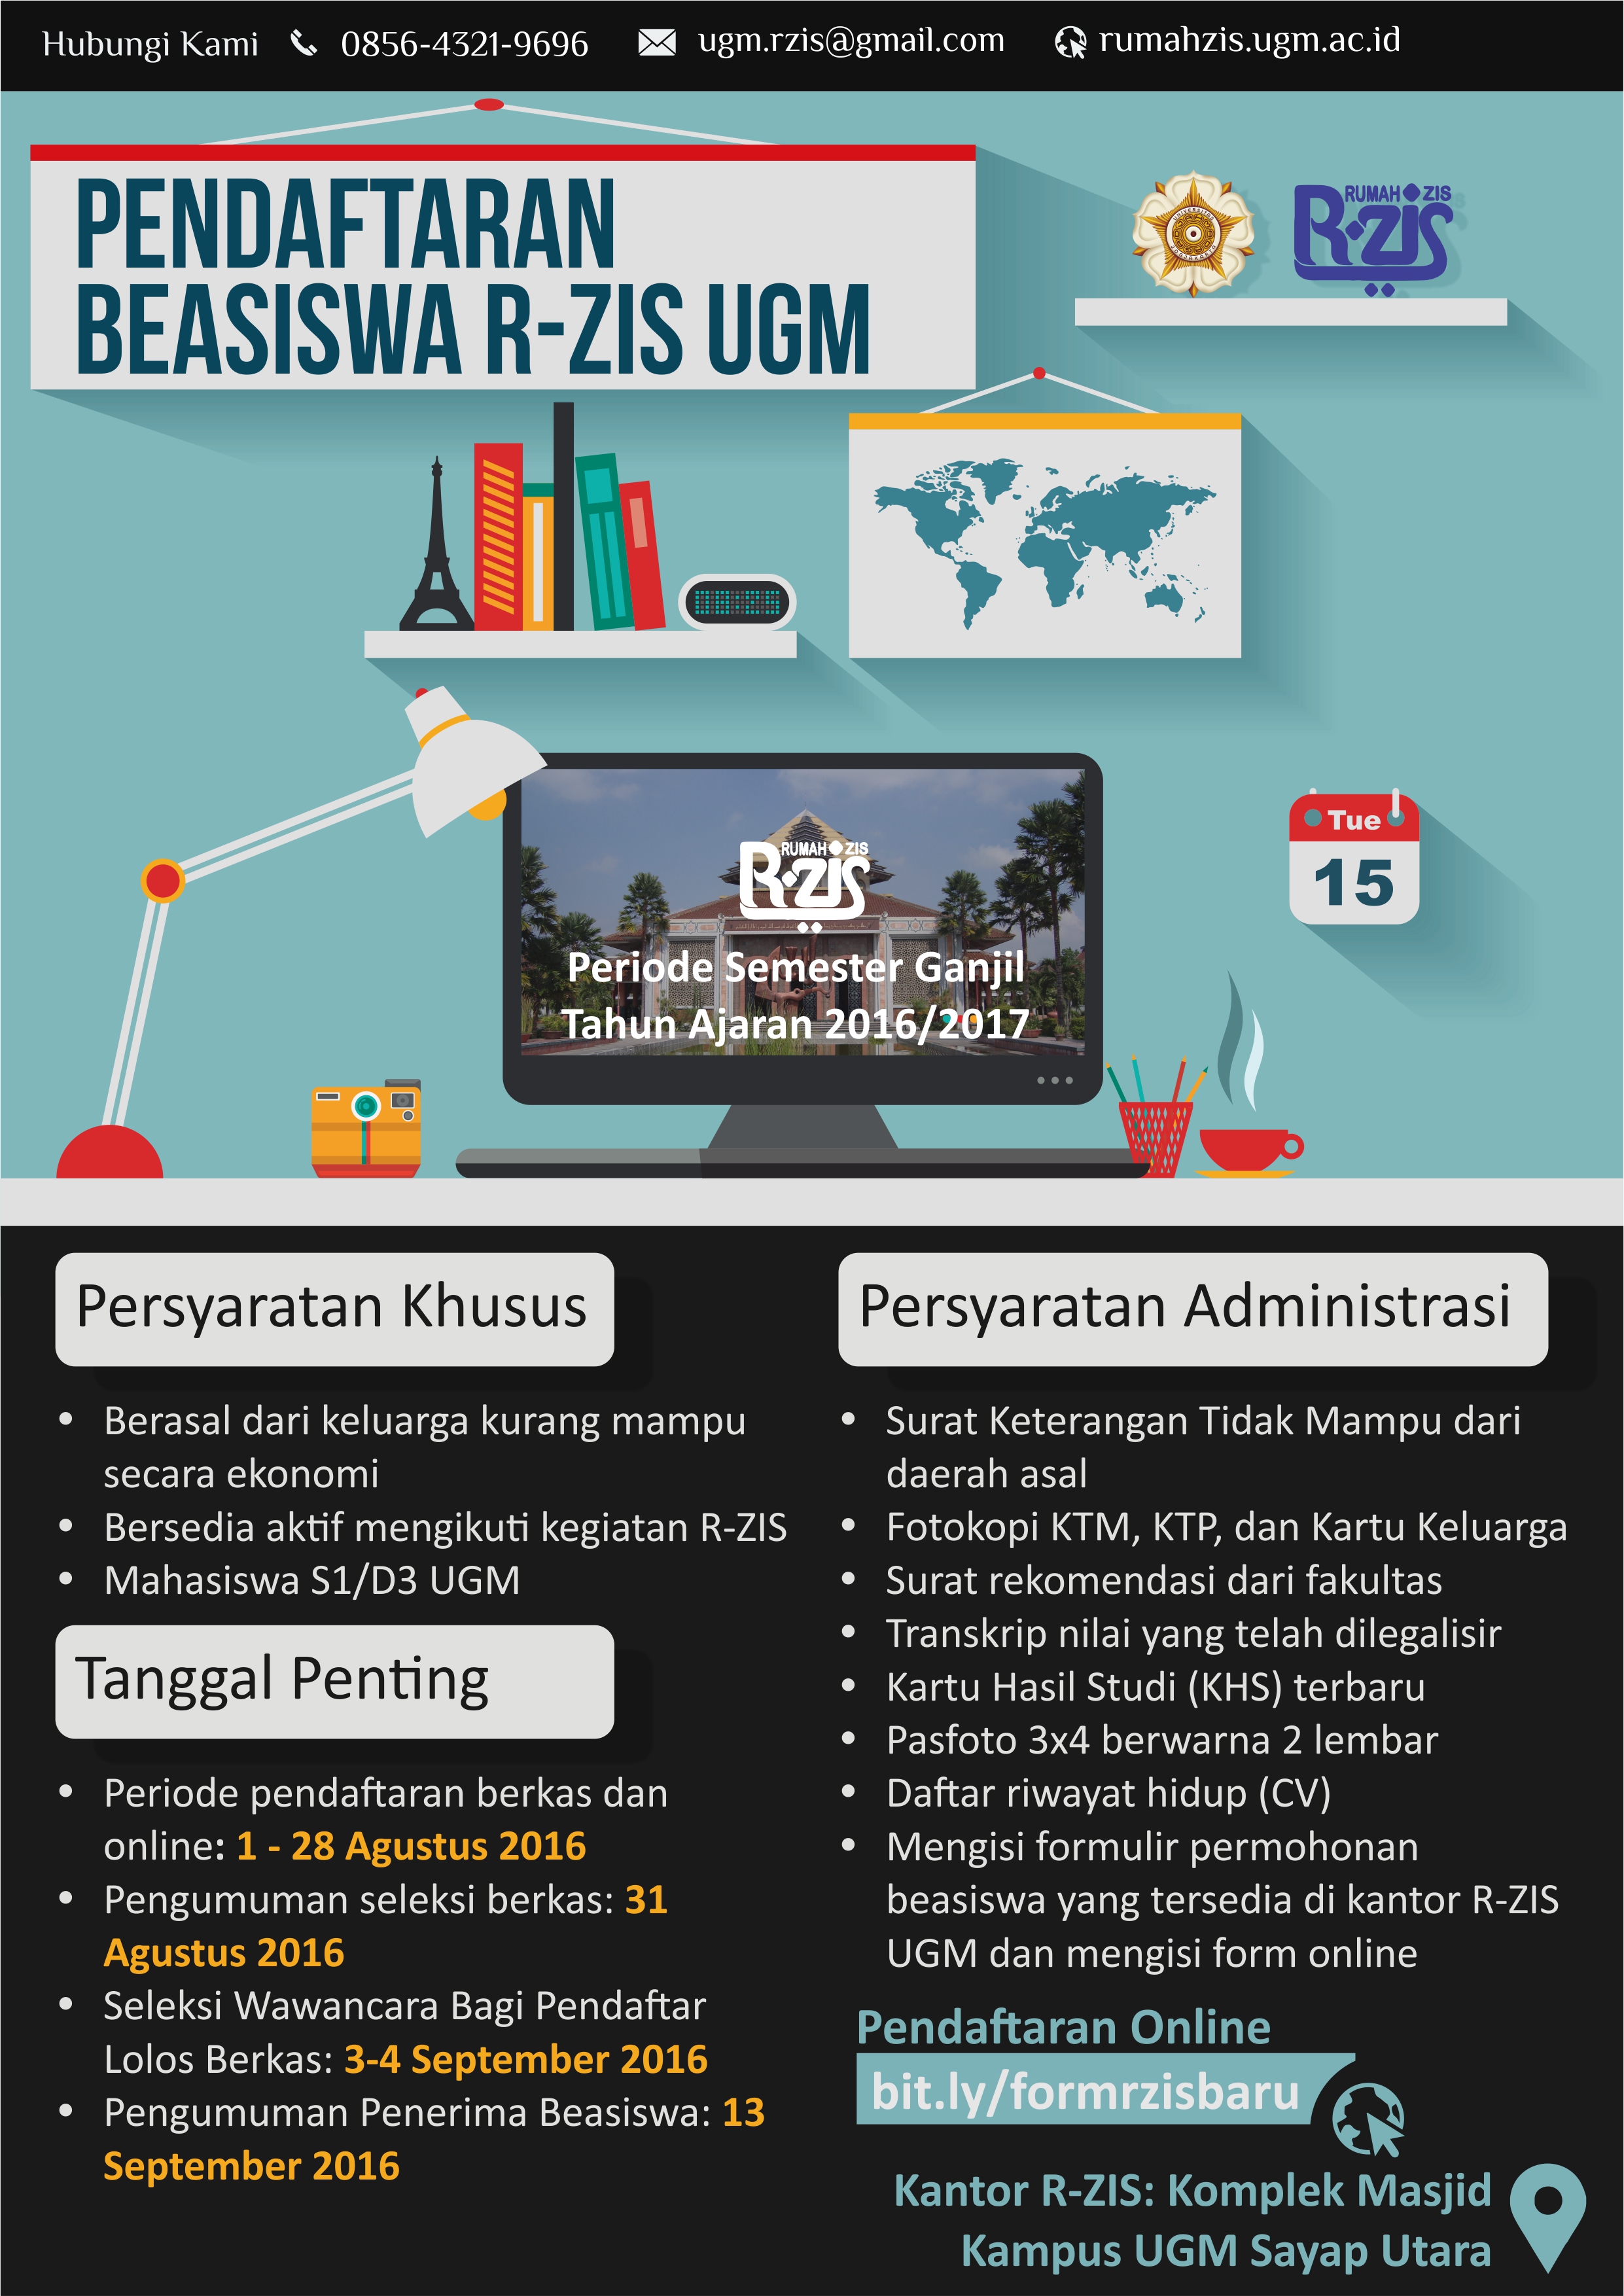 Hubungi Kami 0856-4321-9696 ugm.rzis@gmail.com rumahzis.ugm.ac.id
PENDAFTARAN
BEASISWA R-ZIS UGM
RUMAH ZIS
R-ZIS
Tue
15
RUMAH ZIS
R-ZIS
Periode Semester Ganjil
Tahun Ajaran 2016/2017
Persyaratan Khusus
• Berasal dari keluarga kurang mampu
secara ekonomi
• Bersedia aktif mengikuti kegiatan R-ZIS
• Mahasiswa S1/D3 UGM
Tanggal Penting
• Periode pendaftaran berkas dan
online: 1 - 28 Agustus 2016
• Pengumuman seleksi berkas: 31
Agustus 2016
• Seleksi Wawancara Bagi Pendaftar
Lolos Berkas: 3-4 September 2016
• Pengumuman Penerima Beasiswa: 13
September 2016
Persyaratan Administrasi
• Surat Keterangan Tidak Mampu dari
daerah asal
• Fotokopi KTM, KTP, dan Kartu Keluarga
• Surat rekomendasi dari fakultas
• Transkrip nilai yang telah dilegalisir
• Kartu Hasil Studi (KHS) terbaru
• Pasfoto 3x4 berwarna 2 lembar
• Daftar riwayat hidup (CV)
• Mengisi formulir permohonan
beasiswa yang tersedia di kantor R-ZIS
UGM dan mengisi form online
Pendaftaran Online
bit.ly/formrzisbaru
Kantor R-ZIS: Komplek Masjid
Kampus UGM Sayap Utara